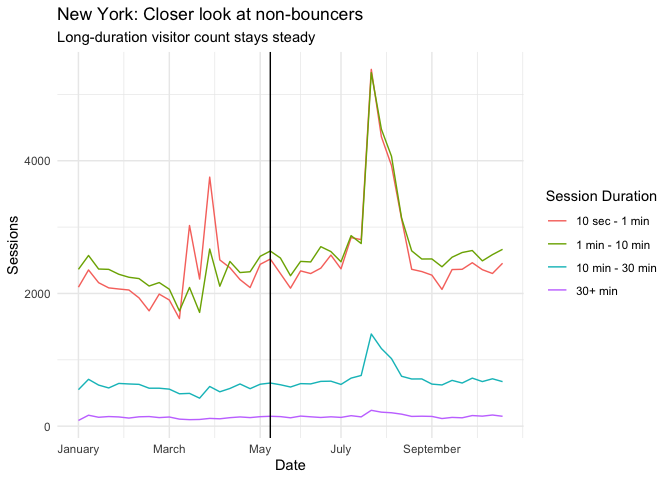 New York: Closer look at non-bouncers
Long-duration visitor count stays steady
Sessions
4000
2000
0
January March May July September
Date
Session Duration
10 sec - 1 min
1 min - 10 min
10 min - 30 min
30+ min